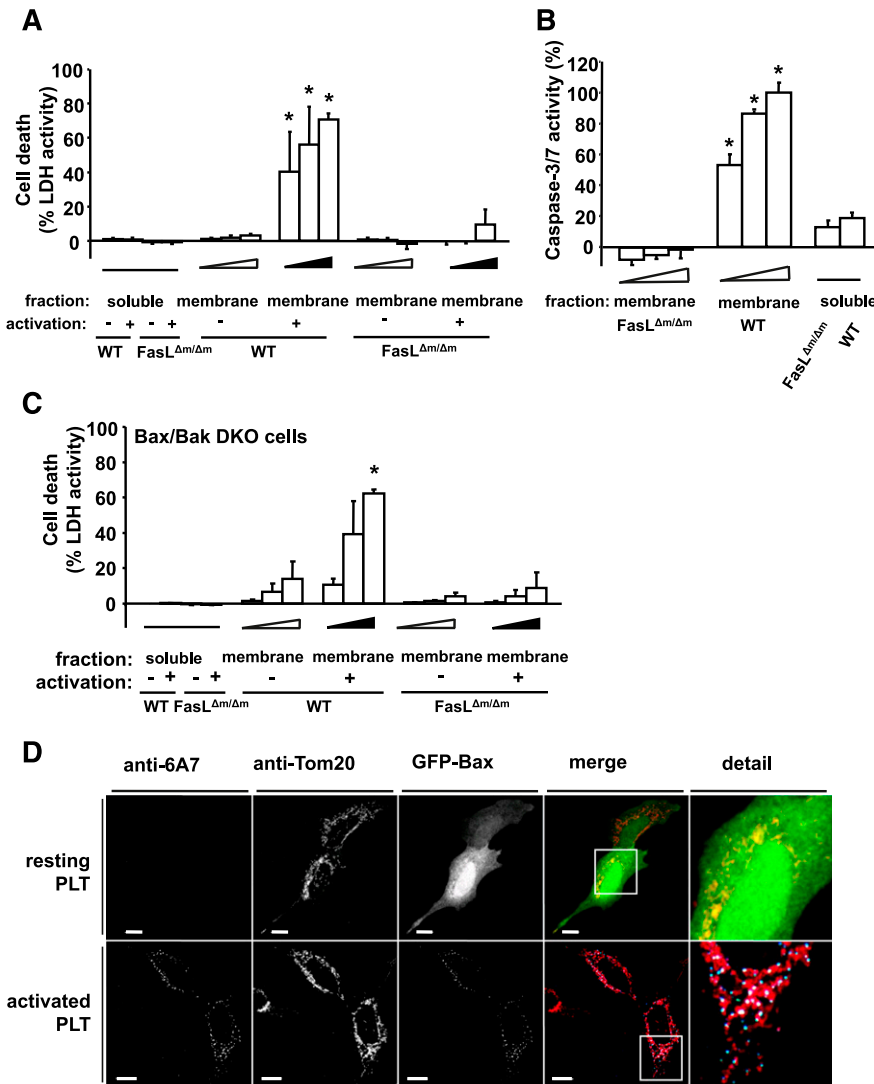 A
Cell death
(% LDH activity)
100
80
60
40
20
0
* * *
fraction: soluble membrane membrane membrane membrane
activation: - + - + - + - +
WT FasLΔm/Δm WT FasLΔm/Δm
B
Caspase-3/7 activity (%)
120
100
80
60
40
20
0
* * *
fraction: membrane membrane soluble
FasLΔm/Δm WT FasLΔm/Δm WT
C
Bax/Bak DKO cells
Cell death
(% LDH activity)
100
80
60
40
20
0
*
fraction: soluble membrane membrane membrane membrane
activation: - + - + - + - +
WT FasLΔm/Δm WT FasLΔm/Δm
D
anti-6A7 anti-Tom20 GFP-Bax merge detail
resting
PLT
activated
PLT